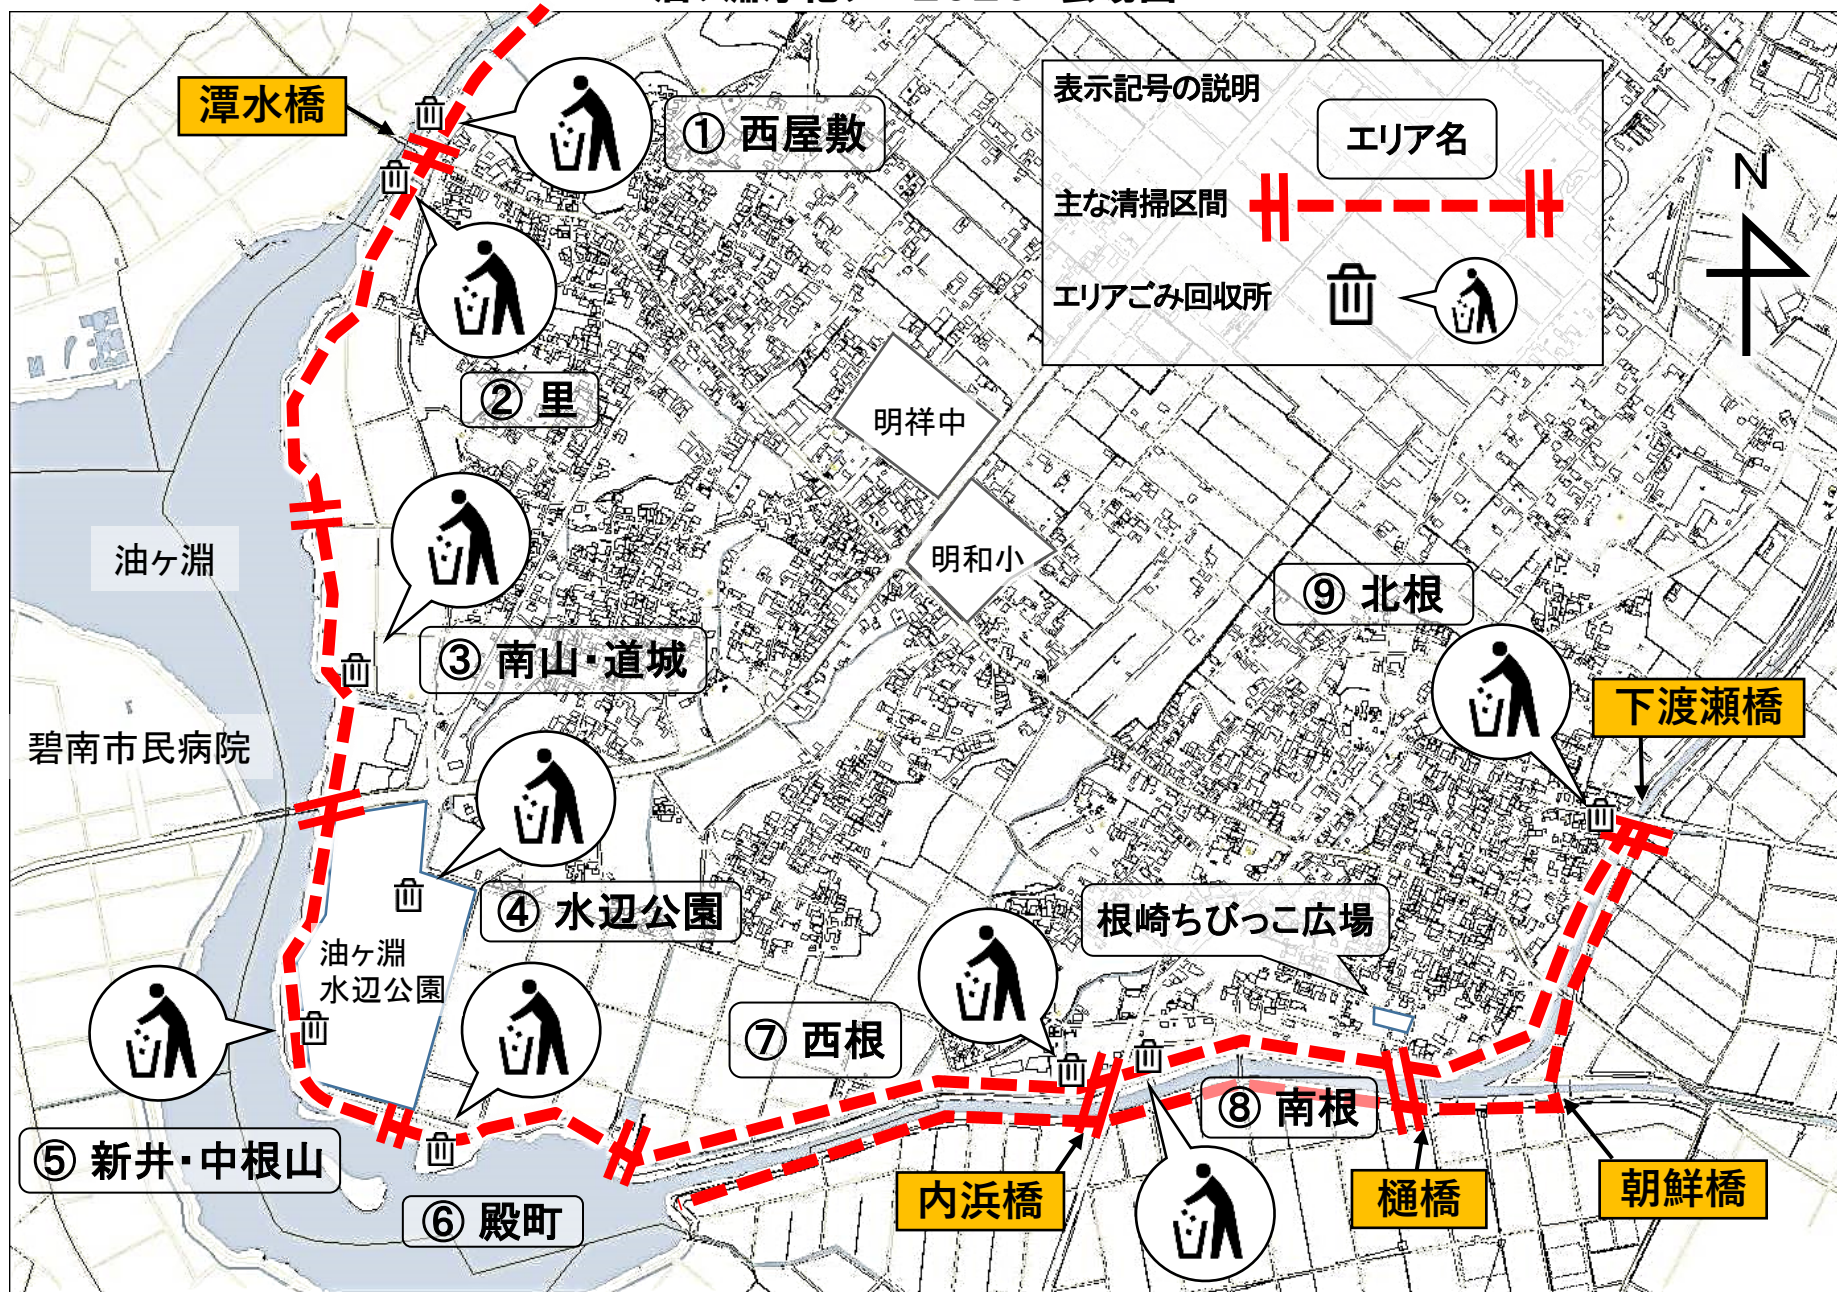 表示記号の説明
エリア名
主な清掃区間
エリアごみ回収所
N
潭水橋
① 西屋敷
② 里
明祥中
明和小
油ヶ淵
③ 南山・道城
碧南市民病院
⑨ 北根
下渡瀬橋
④ 水辺公園
根崎ちびっこ広場
油ヶ淵
水辺公園
⑦ 西根
⑧ 南根
⑤ 新井・中根山
⑥ 殿町
内浜橋
樋橋
朝鮮橋